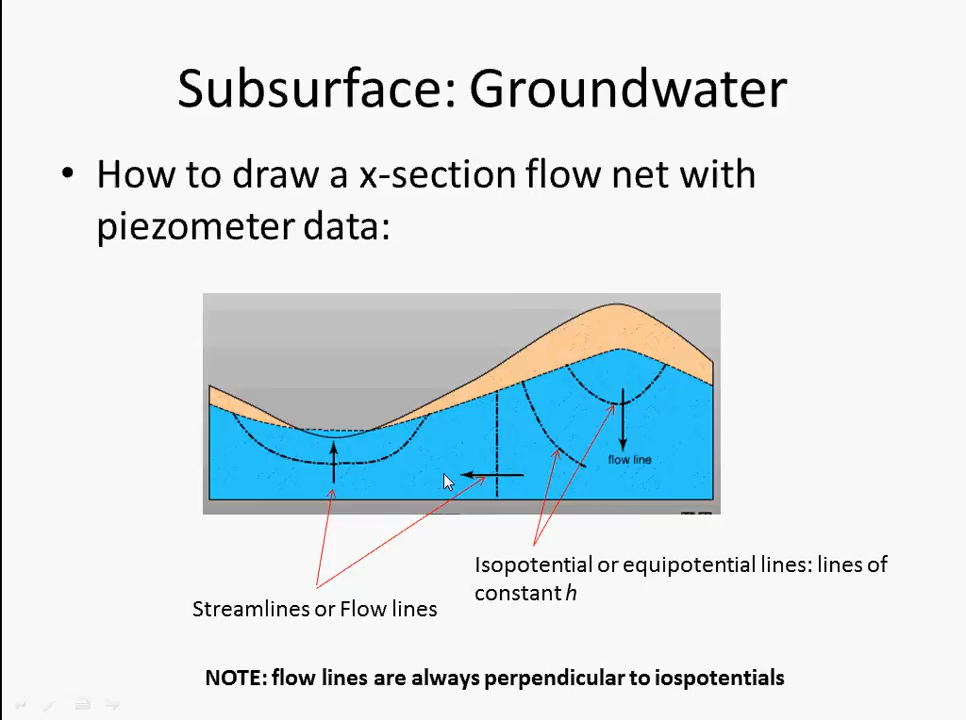 Subsurface: Groundwater
• How to draw a x-section flow net with
piezometer data:
flow line
Isopotential or equipotential lines: lines of
constant h
Streamlines or Flow lines
NOTE: flow lines are always perpendicular to iospotentials